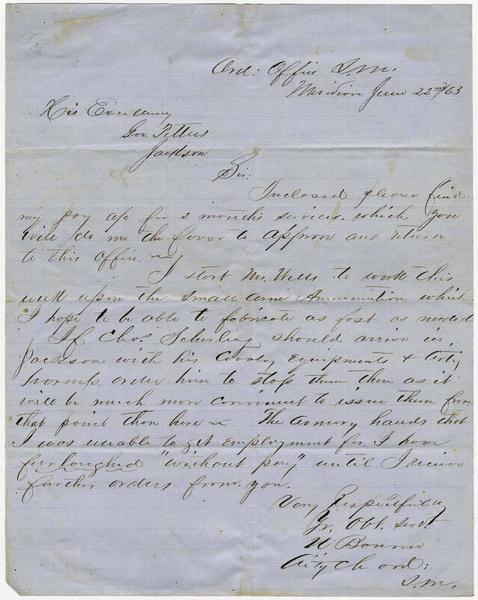 Ord: Office S.M.
Meridian June 22nd/63
His Excellency
Gov. Pettus
Jackson
Sir:
Inclosed please find
my pay a/c for 2 months services which you
will do me the favor to approve and return
to this office.
I start Mr. Wells to work this
week upon the small arm ammunition which
I hope to be able to fabricate as fast as needed
If Chas Schurling should arrive in
Jackson with his Cavalry Equipments & Arty
harness order him to stop them there as it
will be much more convenient to issue them from
that point than here. The armory hands that
I was unable to get employment for I have
furloughed "without pay" until I receive
further orders from you.
Very Respectfully
Yr. Obt. Servt
Acty Ch ord:
S.M.